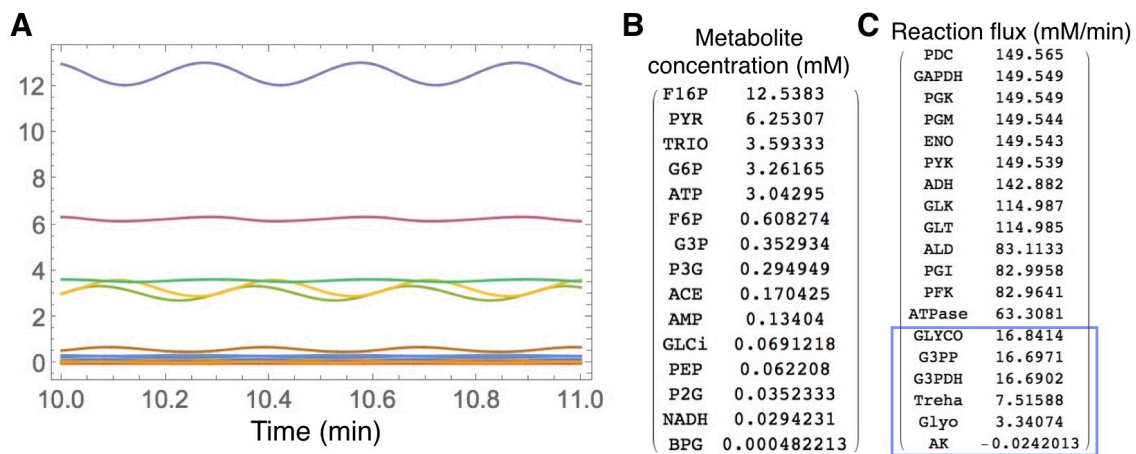 A
12
10
8
6
4
2
0
10.0 10.2 10.4 10.6 10.8 11.0
Time (min)
B
Metabolite
concentration (mM)
F16P 12.5383
PYR 6.25307
TRIO 3.59333
G6P 3.26165
ATP 3.04295
F6P 0.608274
G3P 0.352934
P3G 0.294949
ACE 0.170425
AMP 0.13404
GLCi 0.0691218
PEP 0.062208
P2G 0.0352333
NADH 0.0294231
BPG 0.000482213
C Reaction flux (mM/min)
PDC 149.565
GAPDH 149.549
PGK 149.549
PGM 149.544
ENO 149.543
PYK 149.539
ADH 142.882
GLK 114.987
GLT 114.985
ALD 83.1133
PGI 82.9958
PFK 82.9641
ATPase 63.3081
GLYCO 16.8414
G3PP 16.6971
G3PDH 16.6902
Treha 7.51588
Glyo 3.34074
AK -0.0242013